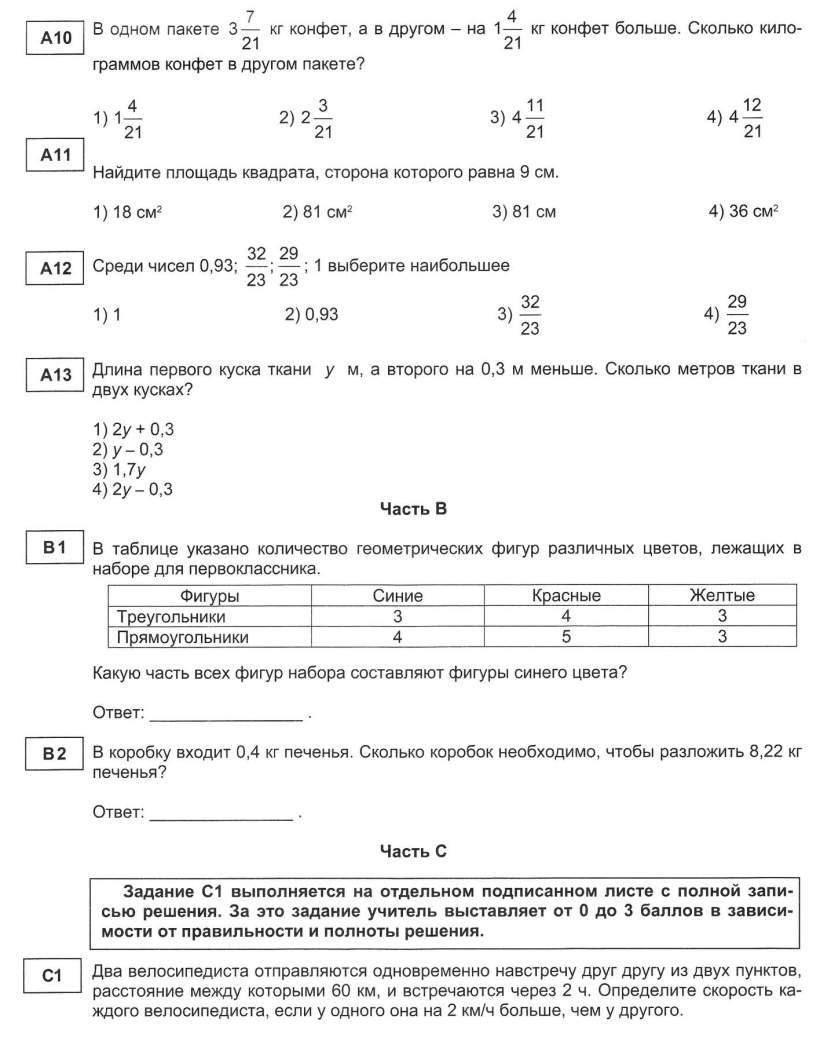 А10 В одном пакете 3 7/21 кг конфет, а в другом – на 1 4/21 кг конфет больше. Сколько кило-
граммов конфет в другом пакете?
1) 1 4/21 2) 2 3/21 3) 4 11/21 4) 4 12/21
А11
Найдите площадь квадрата, сторона которого равна 9 см.
1) 18 см² 2) 81 см² 3) 81 см 4) 36 см²
А12 Среди чисел 0,93; 32/23; 29/23; 1 выберите наибольшее
1) 1 2) 0,93 3) 32/23 4) 29/23
А13 Длина первого куска ткани y м, а второго на 0,3 м меньше. Сколько метров ткани в
двух кусках?
1) 2y + 0,3
2) y – 0,3
3) 1,7y
4) 2y – 0,3
Часть В
В1 В таблице указано количество геометрических фигур различных цветов, лежащих в
наборе для первоклассника.
Фигуры Синие Красные Желтые
Треугольники 3 4 3
Прямоугольники 4 5 3
Какую часть всех фигур набора составляют фигуры синего цвета?
Ответ: ________________ .
В2 В коробку входит 0,4 кг печенья. Сколько коробок необходимо, чтобы разложить 8,22 кг
печенья?
Ответ: _______________ .
Часть С
Задание С1 выполняется на отдельном подписанном листе с полной запи-
сью решения. За это задание учитель выставляет от 0 до 3 баллов в зависи-
мости от правильности и полноты решения.
С1 Два велосипедиста отправляются одновременно навстречу друг другу из двух пунктов,
расстояние между которыми 60 км, и встречаются через 2 ч. Определите скорость ка-
ждого велосипедиста, если у одного она на 2 км/ч больше, чем у другого.